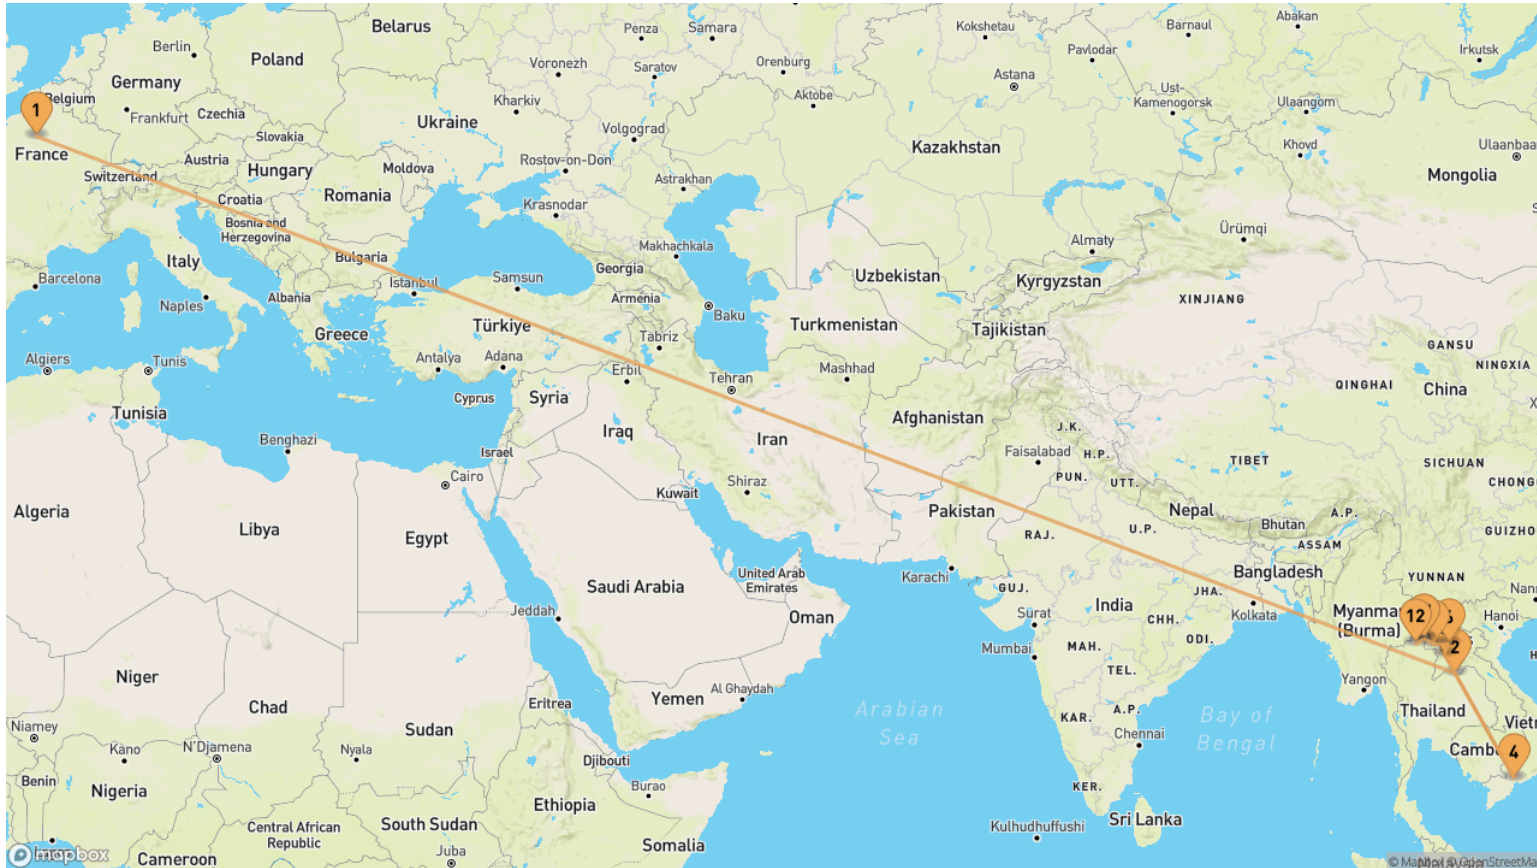 Belarus
Penza
Samara
Kokshetau
Barnaul
Abakan
Berlin
Poland
Voronezh
Saratov
Orenburg
Pavlodar
Irkutsk
Germany
Astana
Belgium
Kharkiv
Aktobe
Ust-
Kamenogorsk
Ulaangom
1
Frankfurt
Czechia
Ukraine
Volgograd
France
Slovakia
Kazakhstan
Khovd
Ulaanbaa
Austria
Hungary
Moldova
Rostov-on-Don
Switzerland
Astrakhan
Mongolia
Romania
Croatia
Krasnodar
Bosnia and
Herzegovina
Makhachkala
Almaty
Ürümqi
Italy
Bulgaria
Georgia
Uzbekistan
Kyrgyzstan
Barcelona
Istanbul
Samsun
Naples
Albania
Armenia
Baku
XINJIANG
Greece
Türkiye
Turkmenistan
Tajikistan
Tabriz
GANSU
Algiers
Tunis
Antalya
Adana
Erbil
Tehran
Mashhad
NINGXIA
QINGHAI
China
Tunisia
Cyprus
Syria
Afghanistan
Benghazi
Iraq
Iran
J.K.
Israel
Faisalabad
H.P.
TIBET
SICHUAN
Cairo
Shiraz
PUN.
UTT.
CHONG
Kuwait
Algeria
Libya
Egypt
Pakistan
Nepal
A.P.
RAJ.
U.P.
Bhutan
GUIZHO
ASSAM
Karachi
United Arab
Emirates
Bangladesh
YUNNAN
Saudi Arabia
GUJ.
JHA.
Nann
Jeddah
Oman
Surat
India
CHH.
Kolkata
Myanmar
(Burma)
12
Hanoi
Mumbai
MAH.
ODI.
2
Niger
Chad
TEL.
Yangon
Yemen
Al Ghaydah
Eritrea
Arabian
Sea
KAR.
A.P.
Bay of
Bengal
Thailand
Sudan
Niamey
Kano
N'Djamena
Nyala
Chennai
Vietn
Djibouti
4
Benin
Nigeria
Burao
KER.
Ethiopia
Central African
Republic
South Sudan
Kulhudhuffushi
Sri Lanka
Somalia
Juba
Cameroon
mapbox
© Mapbox © OpenStreetMap